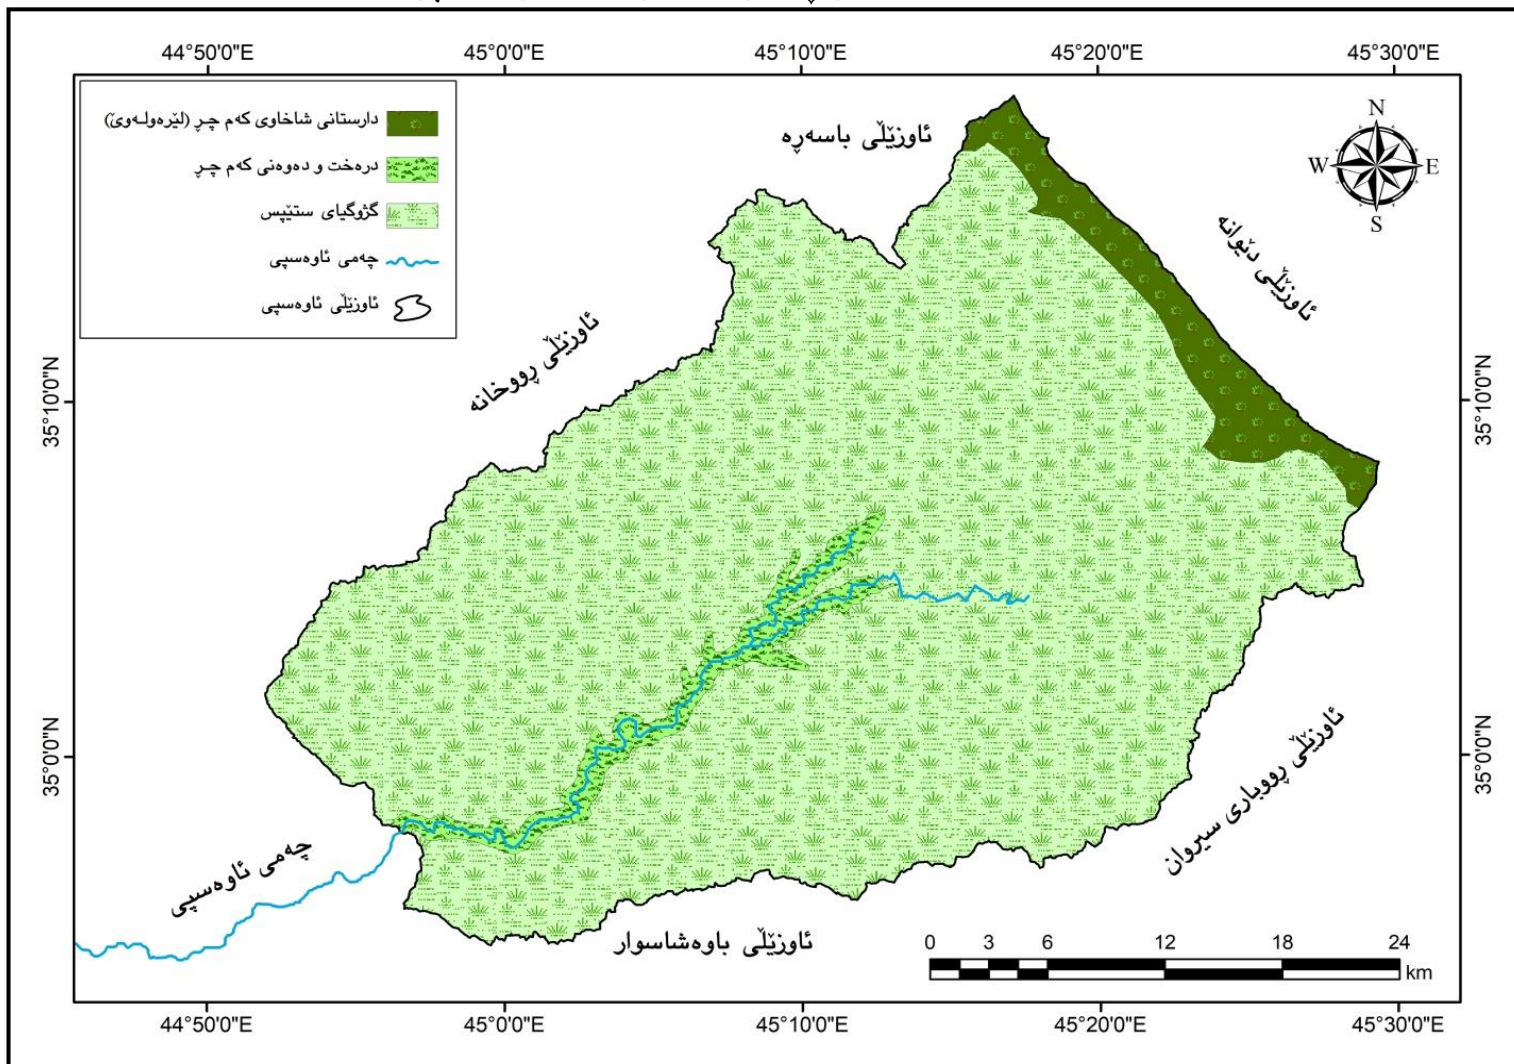 44°50'0"E 45°0'0"E 45°10'0"E 45°20'0"E 45°30'0"E
دارستانی شاخاوی کەم چڕ (لێرەولەوێ)
درەخت و دەوەنی کەم چڕ
گژوگیای ستێپس
چەمی ئاوەسپی
ئاوزێڵی ئاوەسپی
N
W E
S
ئاوزێڵی باسەڕە
ئاوزێڵی دێوانە
ئاوزێڵی ڕووخانە
35°10'0"N 35°10'0"N
35°0'0"N 35°0'0"N
ئاوزێڵی ڕووباری سیروان
چەمی ئاوەسپی
ئاوزێڵی باوەشاسوار
0 3 6 12 18 24
km
44°50'0"E 45°0'0"E 45°10'0"E 45°20'0"E 45°30'0"E